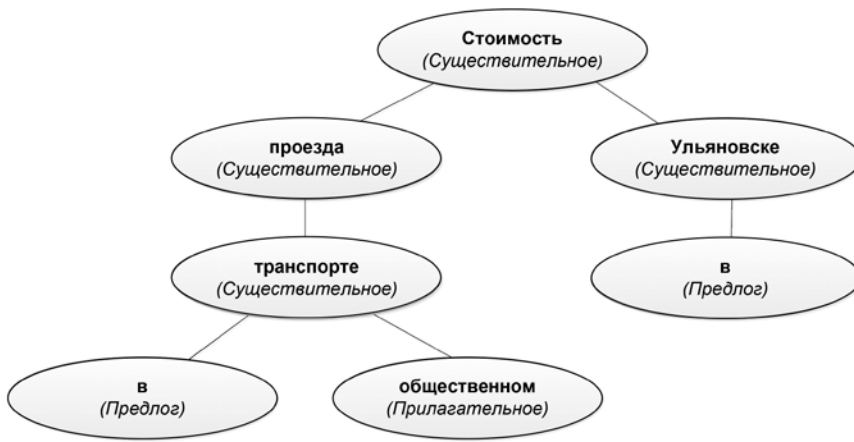 Стоимость
(Существительное)
проезда
(Существительное)
Ульяновске
(Существительное)
транспорте
(Существительное)
в
(Предлог)
в
(Предлог)
общественном
(Прилагательное)